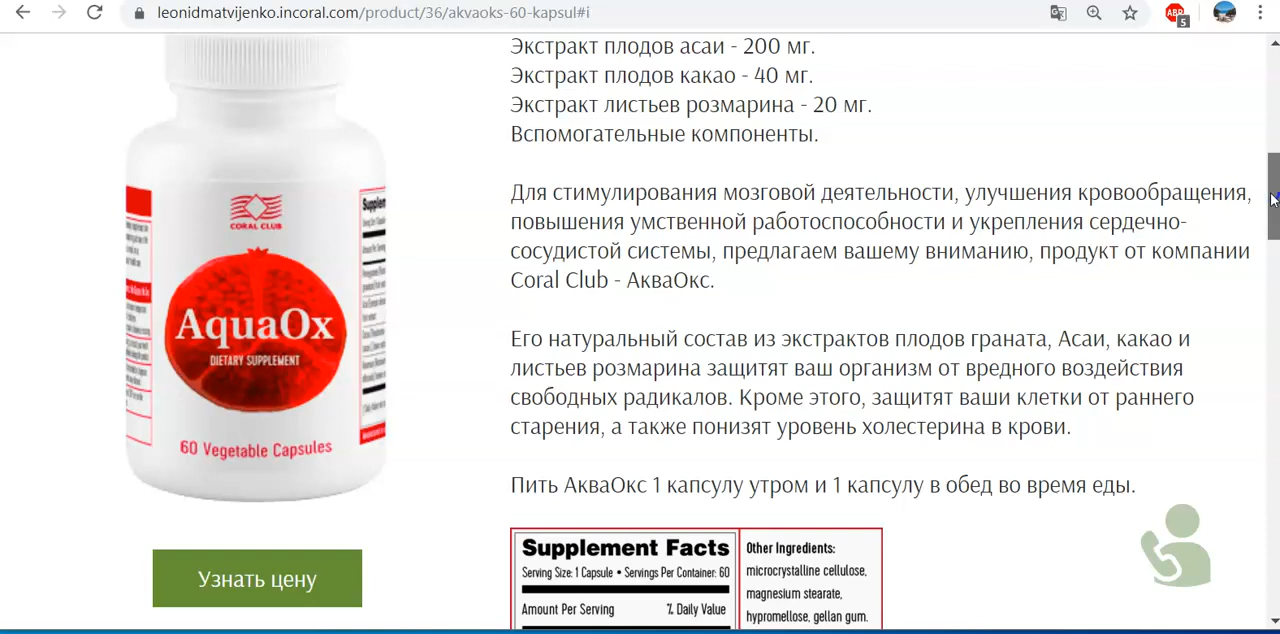 leonidmatvijenko.incoral.com/product/36/akvaoks-60-kapsul#i
ABP
5
Экстракт плодов асаи - 200 мг.
Экстракт плодов какао - 40 мг.
Экстракт листьев розмарина - 20 мг.
Вспомогательные компоненты.
Для стимулирования мозговой деятельности, улучшения кровообращения,
повышения умственной работоспособности и укрепления сердечно-
сосудистой системы, предлагаем вашему вниманию, продукт от компании
Coral Club - АкваОкс.
Его натуральный состав из экстрактов плодов граната, Асаи, какао и
листьев розмарина защитят ваш организм от вредного воздействия
свободных радикалов. Кроме этого, защитят ваши клетки от раннего
старения, а также понизят уровень холестерина в крови.
Пить АкваОкс 1 капсулу утром и 1 капсулу в обед во время еды.
CORAL CLUB
AquaOx
DIETARY SUPPLEMENT
60 Vegetable Capsules
Узнать цену
Supplement Facts
Serving Size: 1 Capsule • Servings Per Container: 60
Amount Per Serving % Daily Value
Other Ingredients:
microcrystalline cellulose,
magnesium stearate,
hypromellose, gellan gum.